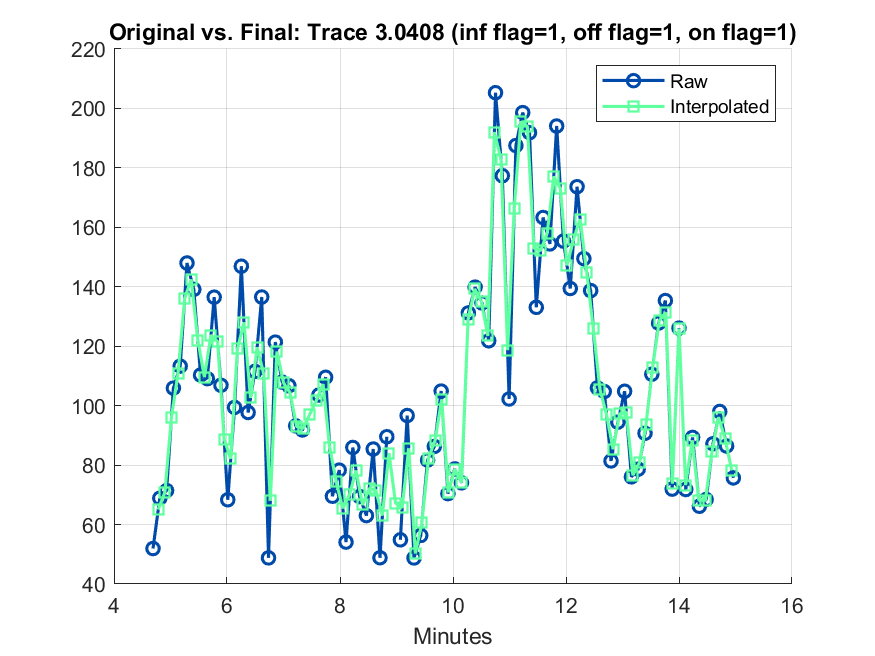 Original vs. Final: Trace 3.0408 (inf flag=1, off flag=1, on flag=1)
220
200
180
160
140
120
100
80
60
40
Raw
Interpolated
4 6 8 10 12 14 16
Minutes